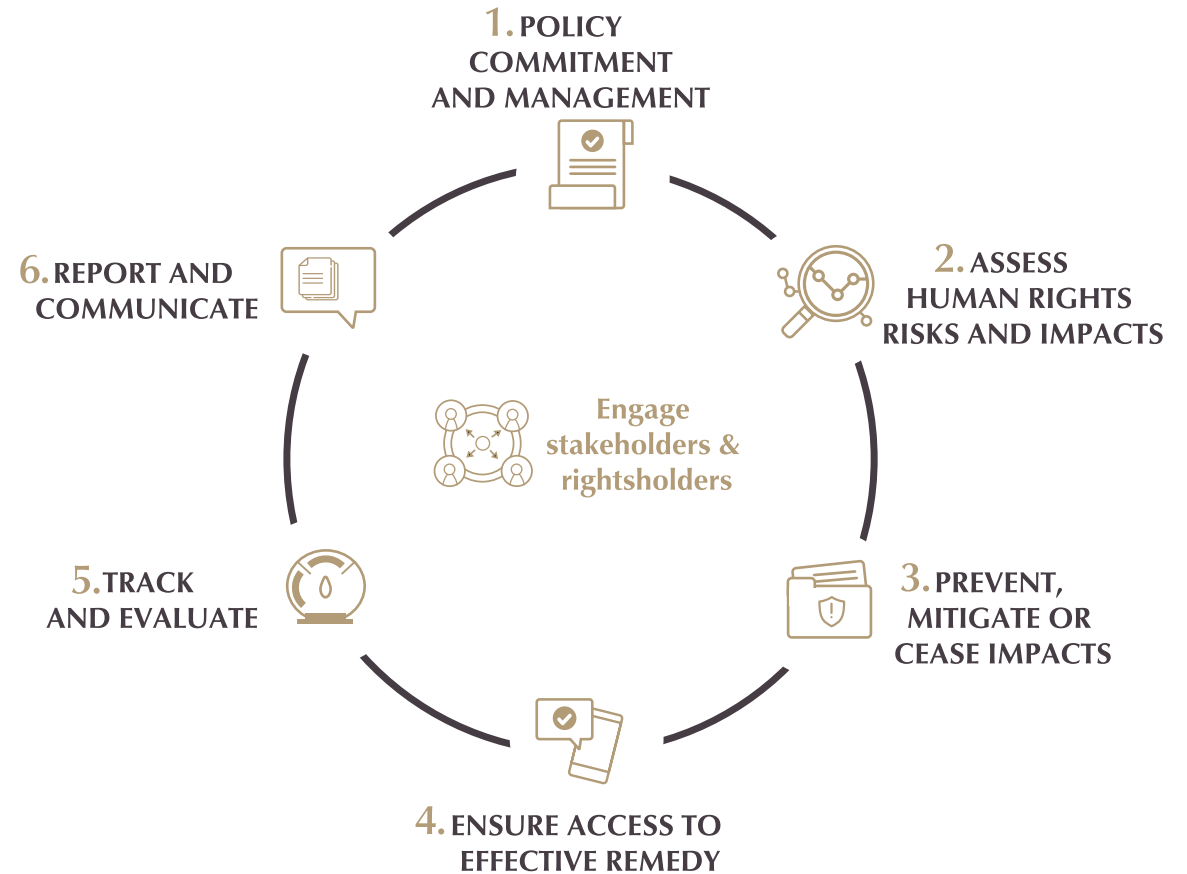 1. POLICY
COMMITMENT
AND MANAGEMENT
2. ASSESS
HUMAN RIGHTS
RISKS AND IMPACTS
3. PREVENT,
MITIGATE OR
CEASE IMPACTS
4. ENSURE ACCESS TO
EFFECTIVE REMEDY
5. TRACK
AND EVALUATE
6. REPORT AND
COMMUNICATE
Engage
stakeholders &
rightsholders